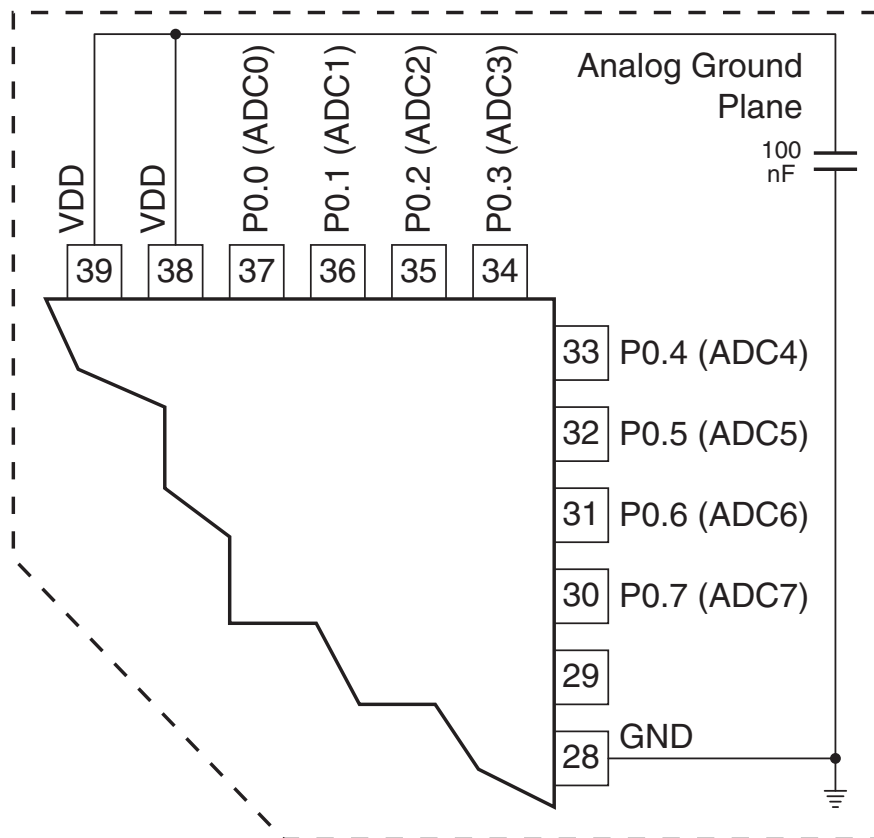 VDD
VDD
P0.0 (ADC0)
P0.1 (ADC1)
P0.2 (ADC2)
P0.3 (ADC3)
Analog Ground
Plane
100
nF
39
38
37
36
35
34
33 P0.4 (ADC4)
32 P0.5 (ADC5)
31 P0.6 (ADC6)
30 P0.7 (ADC7)
29
28 GND